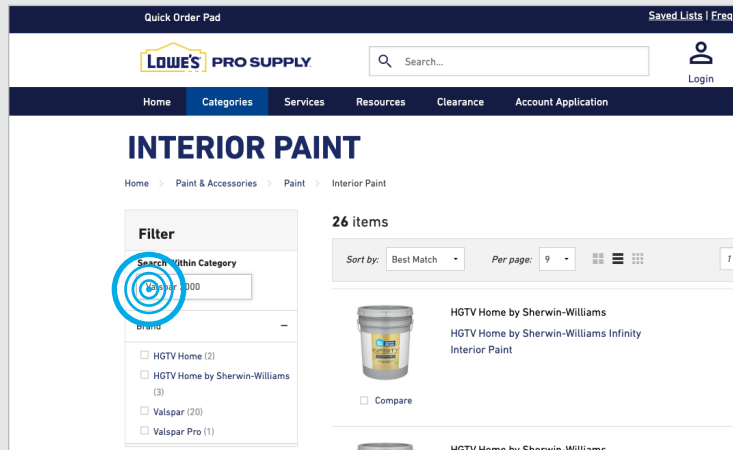 Quick Order Pad
Saved Lists | Freq
LOWE'S PRO SUPPLY.
Search...
Login
Home Categories Services Resources Clearance Account Application
INTERIOR PAINT
Home > Paint & Accessories > Paint > Interior Paint
Filter
26 items
Search Within Category
Sort by: Best Match Per page: 9 1
Valspar 2000
Brand −
HGTV Home by Sherwin-Williams
HGTV Home by Sherwin-Williams Infinity
Interior Paint
HGTV Home (2)
HGTV Home by Sherwin-Williams
(3)
Compare
Valspar (20)
Valspar Pro (1)
HGTV Home by Sherwin-Williams